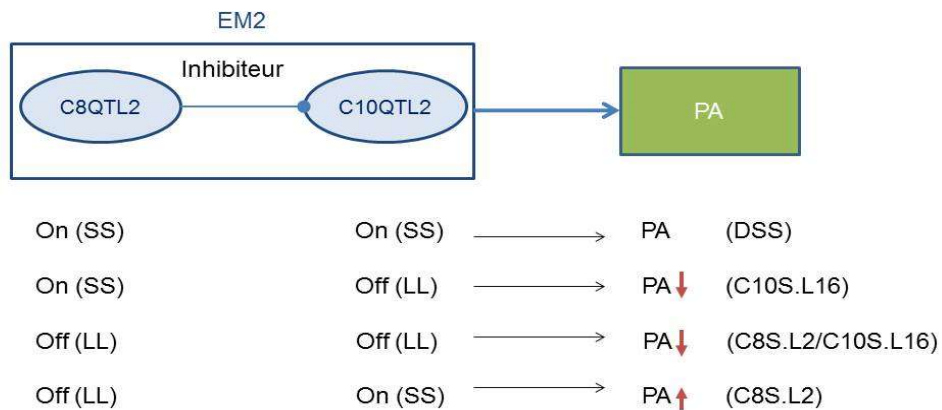 EM2
Inhibiteur
C8QTL2 C10QTL2 PA
On (SS) On (SS) PA (DSS)
On (SS) Off (LL) PA (C10S.L16)
Off (LL) Off (LL) PA (C8S.L2/C10S.L16)
Off (LL) On (SS) PA (C8S.L2)